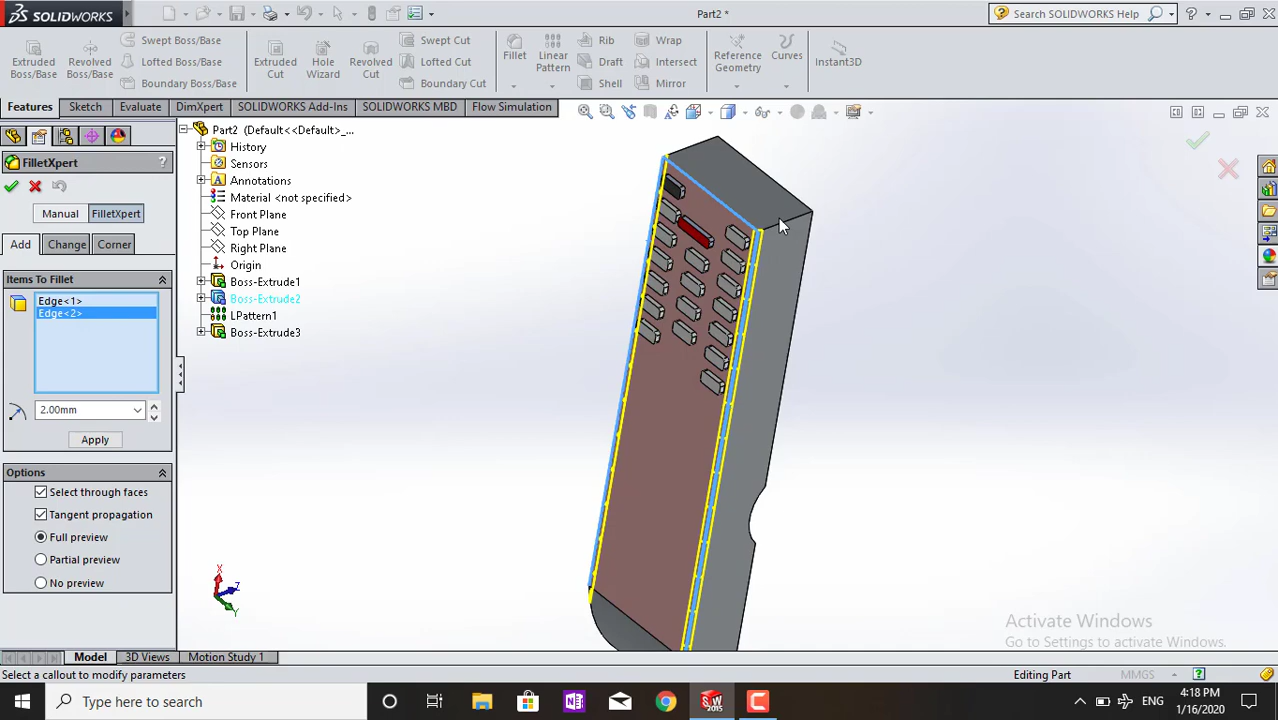 SOLIDWORKS
Part2 *
Search SOLIDWORKS Help
Extruded Boss/Base
Revolved Boss/Base
Swept Boss/Base
Lofted Boss/Base
Boundary Boss/Base
Extruded Cut
Hole Wizard
Revolved Cut
Swept Cut
Lofted Cut
Boundary Cut
Fillet
Linear Pattern
Rib
Draft
Shell
Wrap
Intersect
Mirror
Reference Geometry
Curves
Instant3D
Features
Sketch
Evaluate
DimXpert
SOLIDWORKS Add-Ins
SOLIDWORKS MBD
Flow Simulation
FilletXpert
?
Manual
FilletXpert
Add
Change
Corner
Items To Fillet
Edge<1>
Edge<2>
2.00mm
Apply
Options
Select through faces
Tangent propagation
Full preview
Partial preview
No preview
Part2 (Default<<Default>_...
History
Sensors
Annotations
Material <not specified>
Front Plane
Top Plane
Right Plane
Origin
Boss-Extrude1
Boss-Extrude2
LPattern1
Boss-Extrude3
X
Z
Y
Activate Windows
Go to Settings to activate Windows.
Model
3D Views
Motion Study 1
Select a callout to modify parameters
Editing Part
MMGS
Type here to search
SW
2015
ENG
4:18 PM
1/16/2020